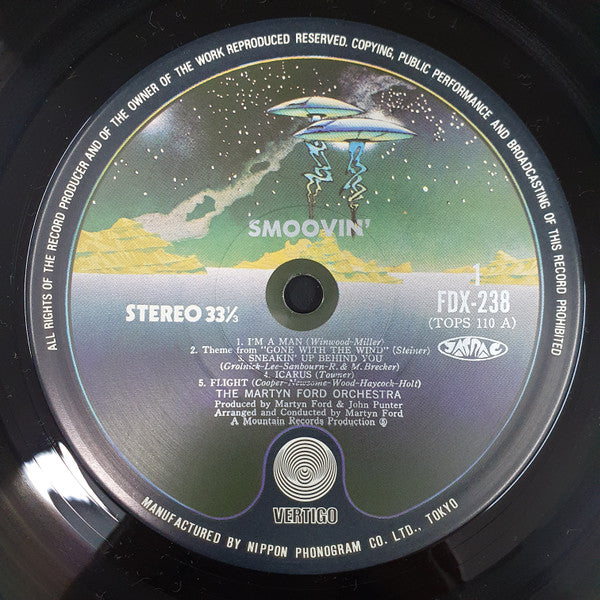 ALL RIGHTS OF THE RECORD PRODUCER AND OF THE OWNER OF THE WORK REPRODUCED RESERVED. COPYING, PUBLIC PERFORMANCE AND BROADCASTING OF THIS RECORD PROHIBITED
SMOOVIN'
1
STEREO 33⅓
FDX-238
(TOPS 110 A)
JASRAC
1. I'M A MAN (Winwood-Miller)
2. Theme from "GONE WITH THE WIND" (Steiner)
3. SNEAKIN' UP BEHIND YOU
(Grolnick-Lee-Sanbourn-R. & M. Brecker)
4. ICARUS (Towner)
5. FLIGHT (Cooper-Newsome-Wood-Haycock-Holt)
THE MARTYN FORD ORCHESTRA
Produced by Martyn Ford & John Punter
Arranged and Conducted by Martyn Ford
A Mountain Records Production Ⓟ
VERTIGO
MANUFACTURED BY NIPPON PHONOGRAM CO. LTD., TOKYO